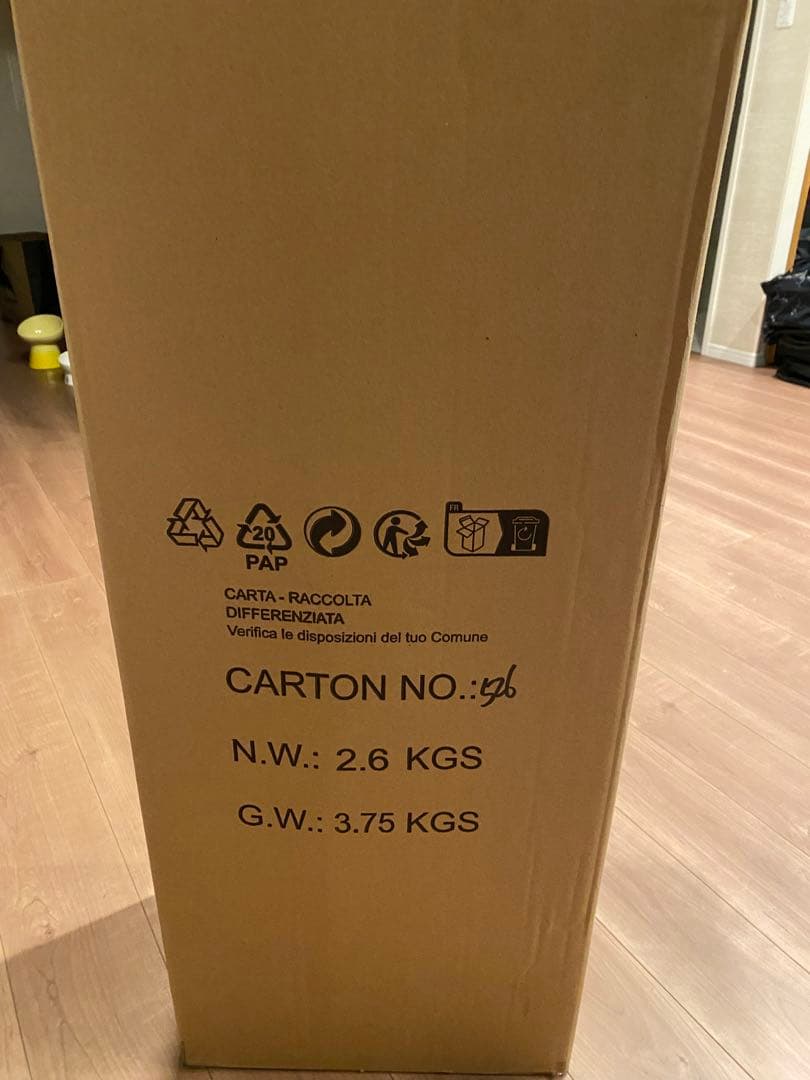 FR
20
PAP
CARTA - RACCOLTA
DIFFERENZIATA
Verifica le disposizioni del tuo Comune
CARTON NO.:526
N.W.: 2.6 KGS
G.W.: 3.75 KGS